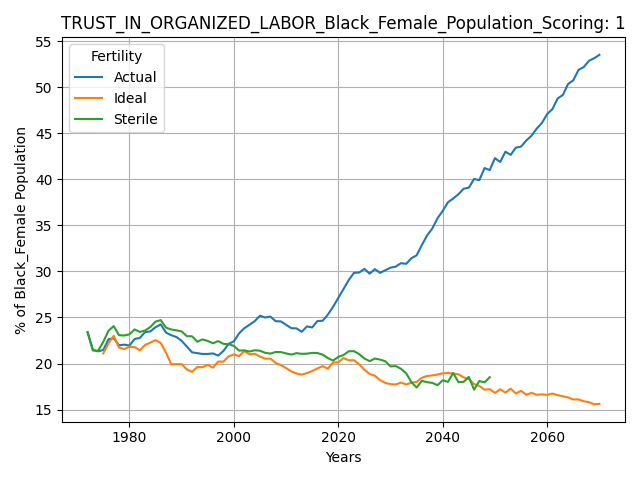 TRUST_IN_ORGANIZED_LABOR_Black_Female_Population_Scoring: 1
Fertility
Actual
Ideal
Sterile
% of Black_Female Population
55
50
45
40
35
30
25
20
15
1980 2000 2020 2040 2060
Years